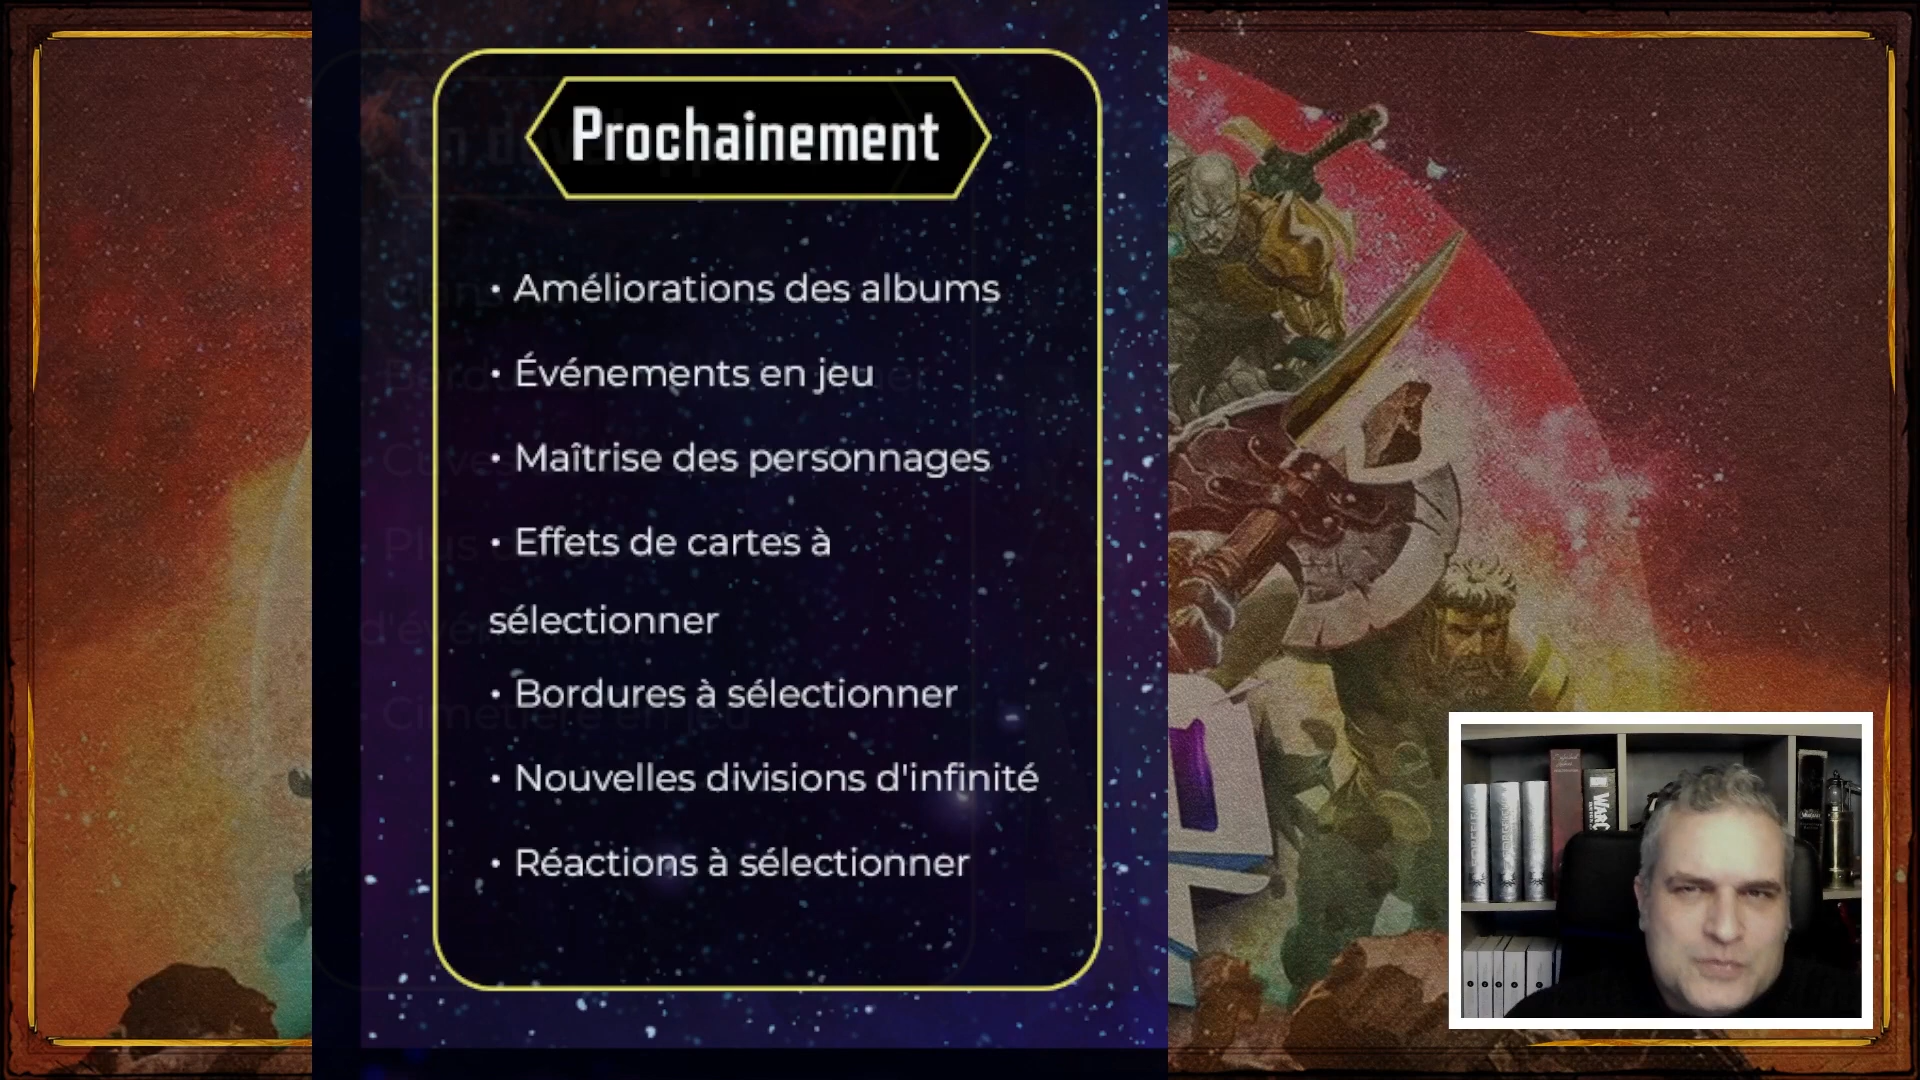 Prochainement
• Améliorations des albums
• Événements en jeu
• Maîtrise des personnages
• Effets de cartes à
sélectionner
• Bordures à sélectionner
• Nouvelles divisions d'infinité
• Réactions à sélectionner